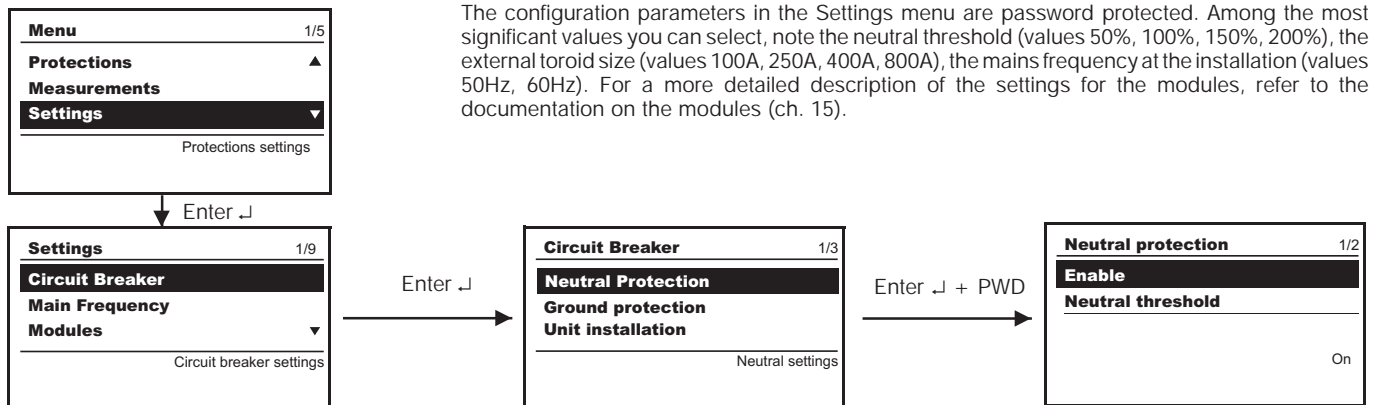 The configuration parameters in the Settings menu are password protected. Among the most
significant values you can select, note the neutral threshold (values 50%, 100%, 150%, 200%), the
external toroid size (values 100A, 250A, 400A, 800A), the mains frequency at the installation (values
50Hz, 60Hz). For a more detailed description of the settings for the modules, refer to the
documentation on the modules (ch. 15).
Menu 1/5
Protections ▲
Measurements
Settings ▼
Protections settings
Enter ↵
Settings 1/9
Circuit Breaker
Main Frequency
Modules ▼
Circuit breaker settings
Enter ↵
Circuit Breaker 1/3
Neutral Protection
Ground protection
Unit installation
Neutral settings
Enter ↵ + PWD
Neutral protection 1/2
Enable
Neutral threshold
On